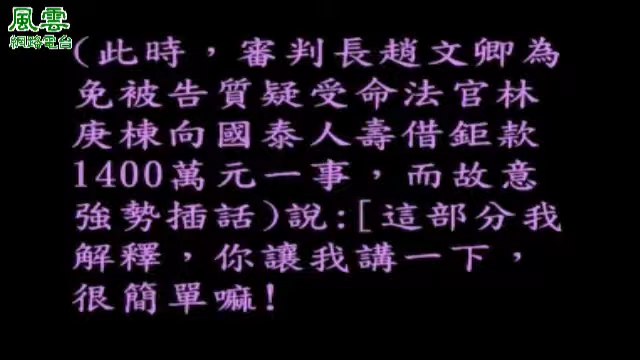 風雲
網路電台
(此時，審判長趙文卿為
免被告質疑受命法官林
庚棟向國泰人壽借鉅款
1400萬元一事，而故意
強勢插話)說:[這部分我
解釋，你讓我講一下，
很簡單嘛!